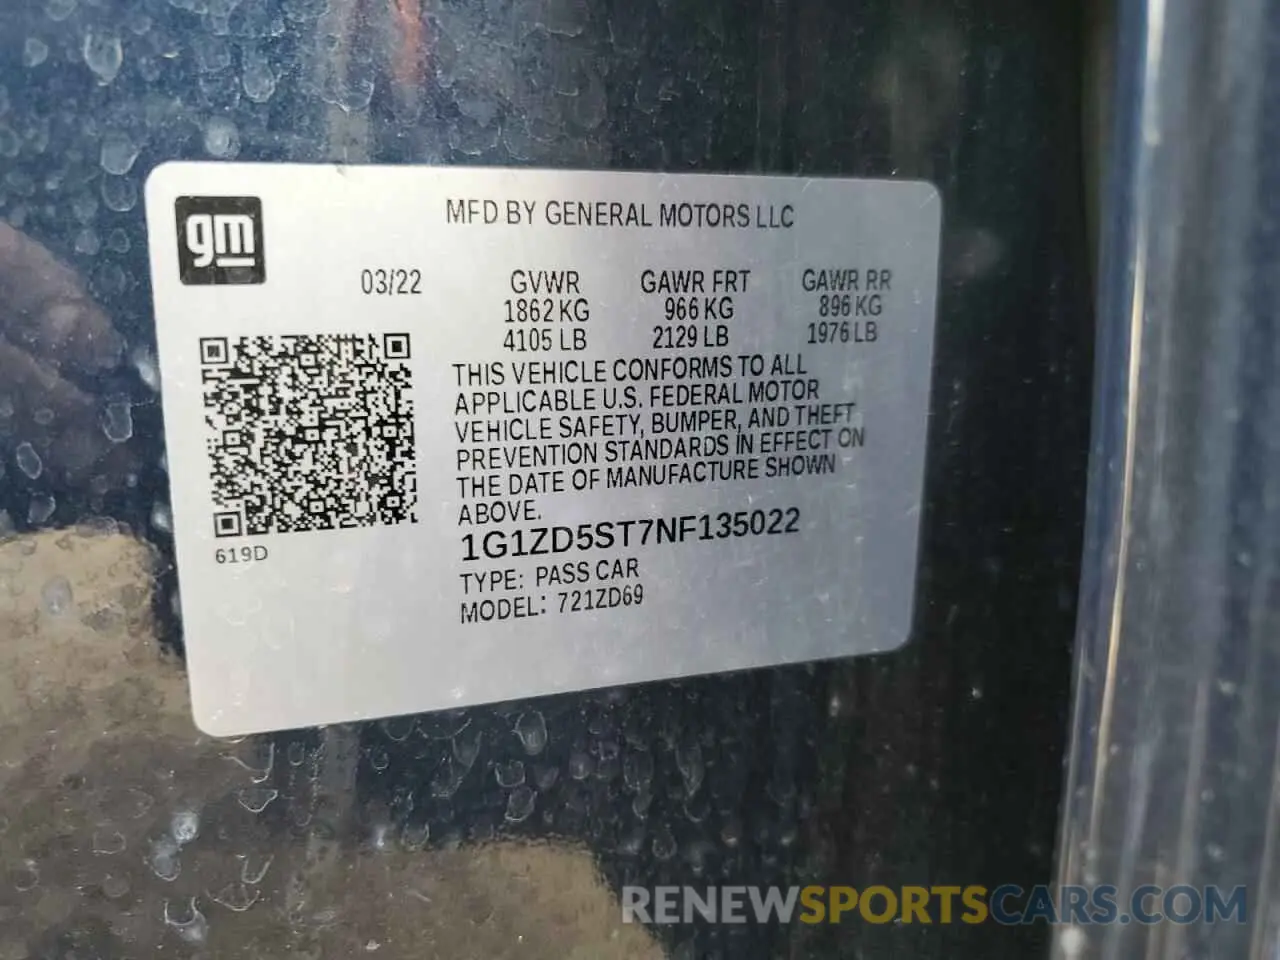 gm
MFD BY GENERAL MOTORS LLC
03/22 GVWR GAWR FRT GAWR RR
1862 KG 966 KG 896 KG
4105 LB 2129 LB 1976 LB
THIS VEHICLE CONFORMS TO ALL
APPLICABLE U.S. FEDERAL MOTOR
VEHICLE SAFETY, BUMPER, AND THEFT
PREVENTION STANDARDS IN EFFECT ON
THE DATE OF MANUFACTURE SHOWN
ABOVE.
619D
1G1ZD5ST7NF135022
TYPE: PASS CAR
MODEL: 721ZD69
RENEWSPORTSCARS.COM